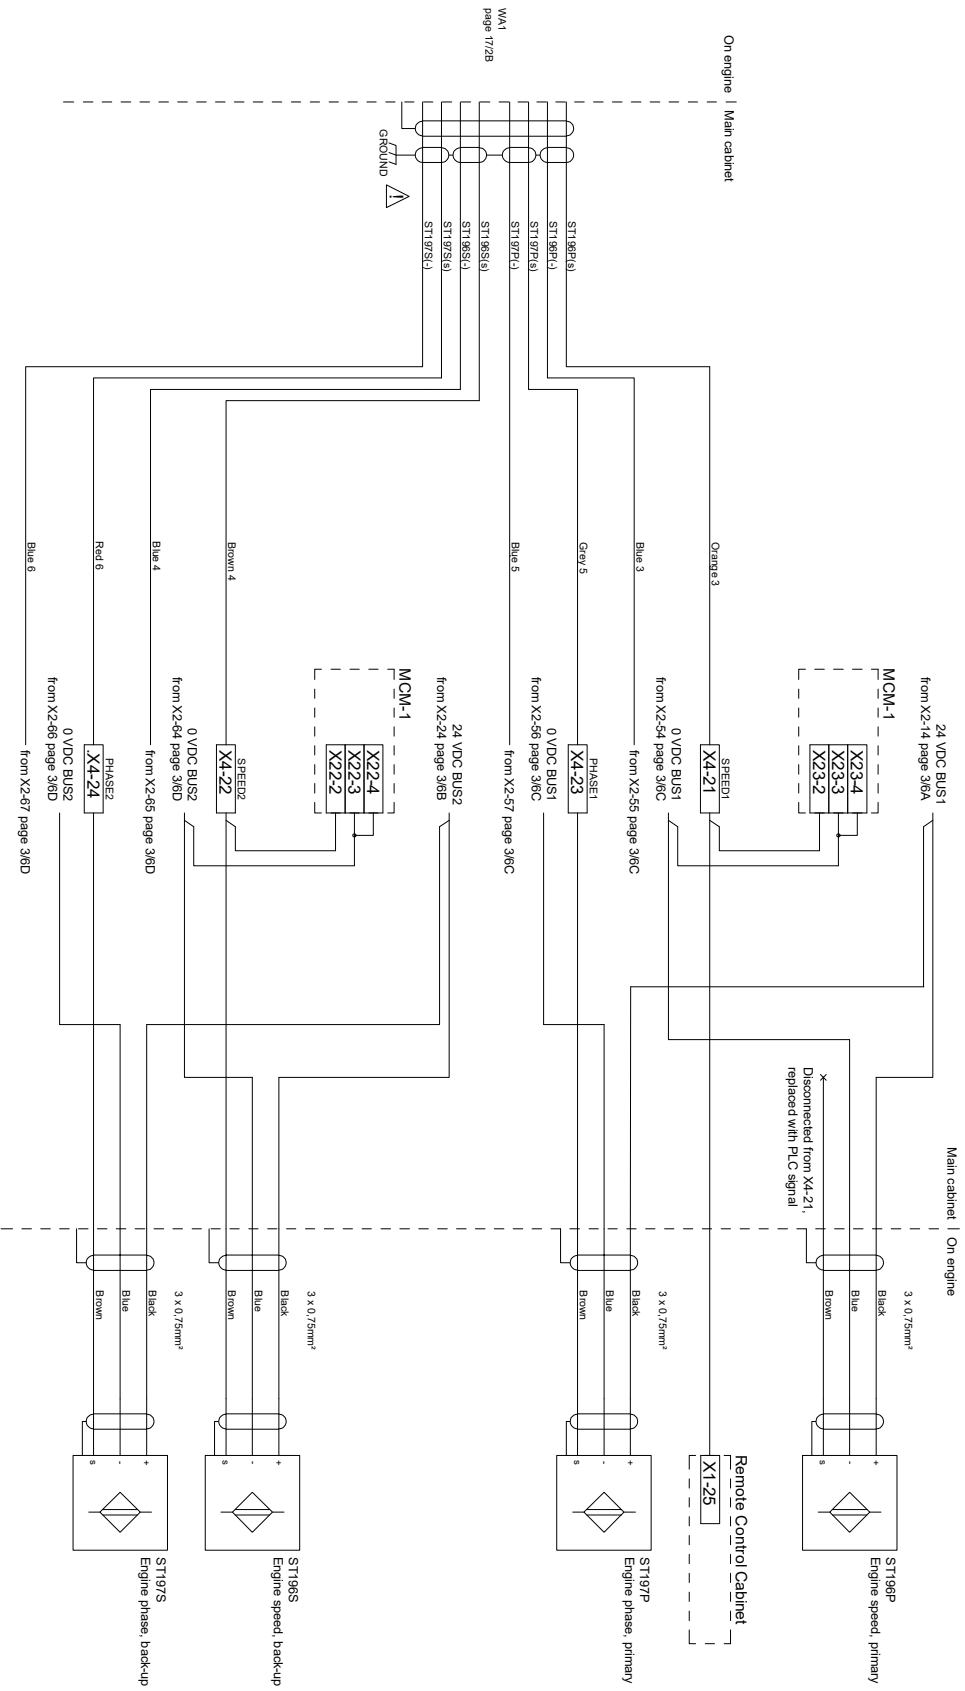 On engine
Main cabinet
WA1
page 17/2B
GROUND
ST196P(s)
ST196P(-)
ST197P(s)
ST197P(-)
ST196S(s)
ST196S(-)
ST197S(s)
ST197S(-)
Orange 3
Blue 3
Grey 5
Blue 5
Brown 4
Blue 4
Red 6
Blue 6
24 VDC BUS1
from X2-14 page 3/6A
MCM-1
X23-4
X23-3
X23-2
SPEED1
X4-21
0 VDC BUS1
from X2-54 page 3/6C
from X2-55 page 3/6C
PHASE1
X4-23
0 VDC BUS1
from X2-56 page 3/6C
from X2-57 page 3/6C
24 VDC BUS2
from X2-24 page 3/6B
MCM-1
X22-4
X22-3
X22-2
SPEED2
X4-22
0 VDC BUS2
from X2-64 page 3/6D
from X2-65 page 3/6D
PHASE2
X4-24
0 VDC BUS2
from X2-66 page 3/6D
from X2-67 page 3/6D
Disconnected from X4-21,
replaced with PLC signal
Main cabinet
On engine
3 x 0,75mm²
Black
Blue
Brown
+
-
s
ST196P
Engine speed, primary
Remote Control Cabinet
X1-25
3 x 0,75mm²
Black
Blue
Brown
+
-
s
ST197P
Engine phase, primary
3 x 0,75mm²
Black
Blue
Brown
+
-
s
ST196S
Engine speed, back-up
3 x 0,75mm²
Black
Blue
Brown
+
-
s
ST197S
Engine phase, back-up